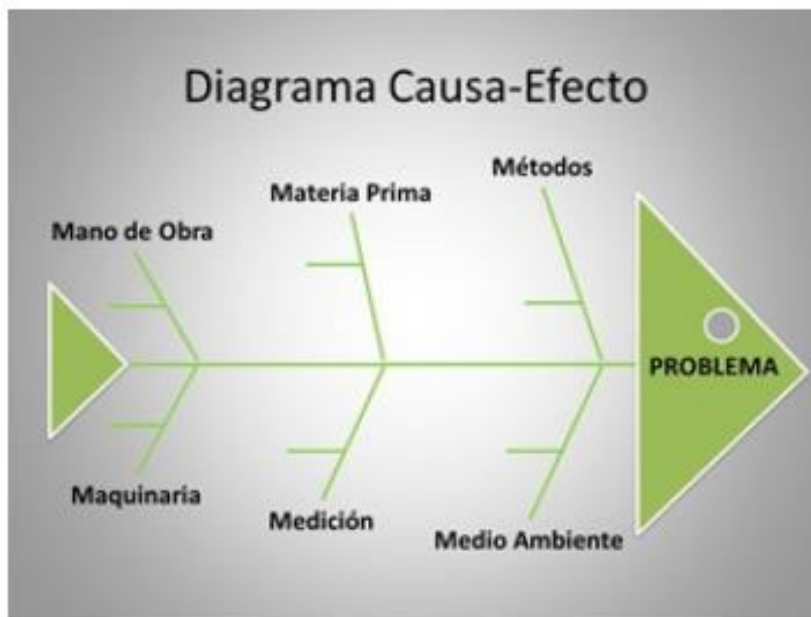 Diagrama Causa-Efecto
Mano de Obra
Materia Prima
Métodos
PROBLEMA
Maquinaria
Medición
Medio Ambiente